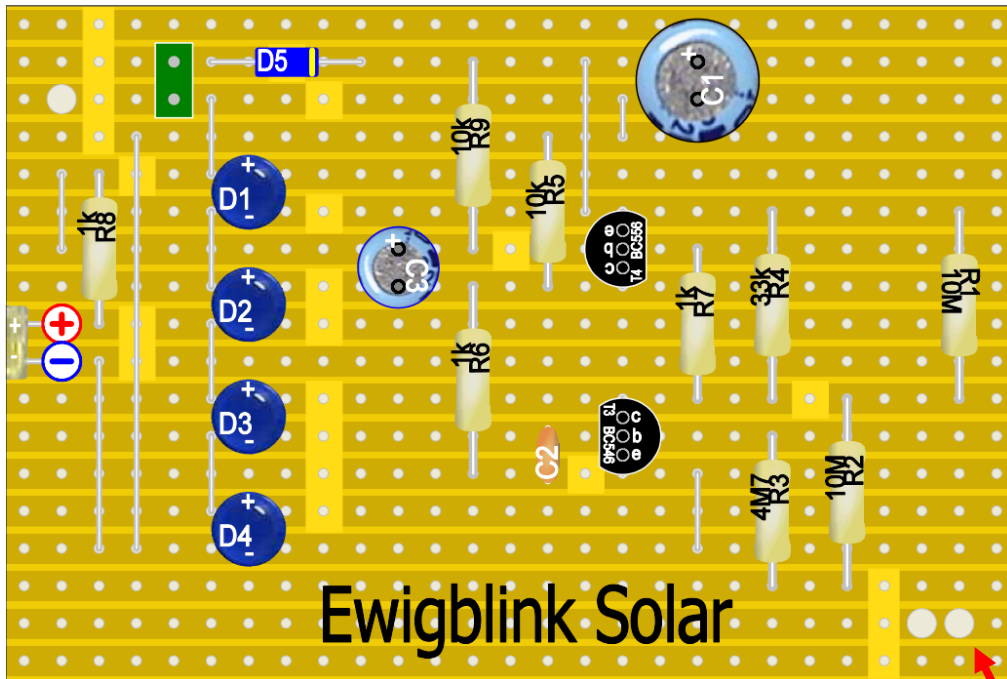 D5
+
C1
10k
R9
10k
R5
+
D1
-
1k
R8
e
b
c
BC556
T4
+
C3
+
D2
-
1k
R7
33k
R4
R1
10M
+
-
+
−
1k
R6
+
D3
-
T3
BC546
c
b
e
C2
4M7
R3
10M
R2
+
D4
-
Ewigblink Solar